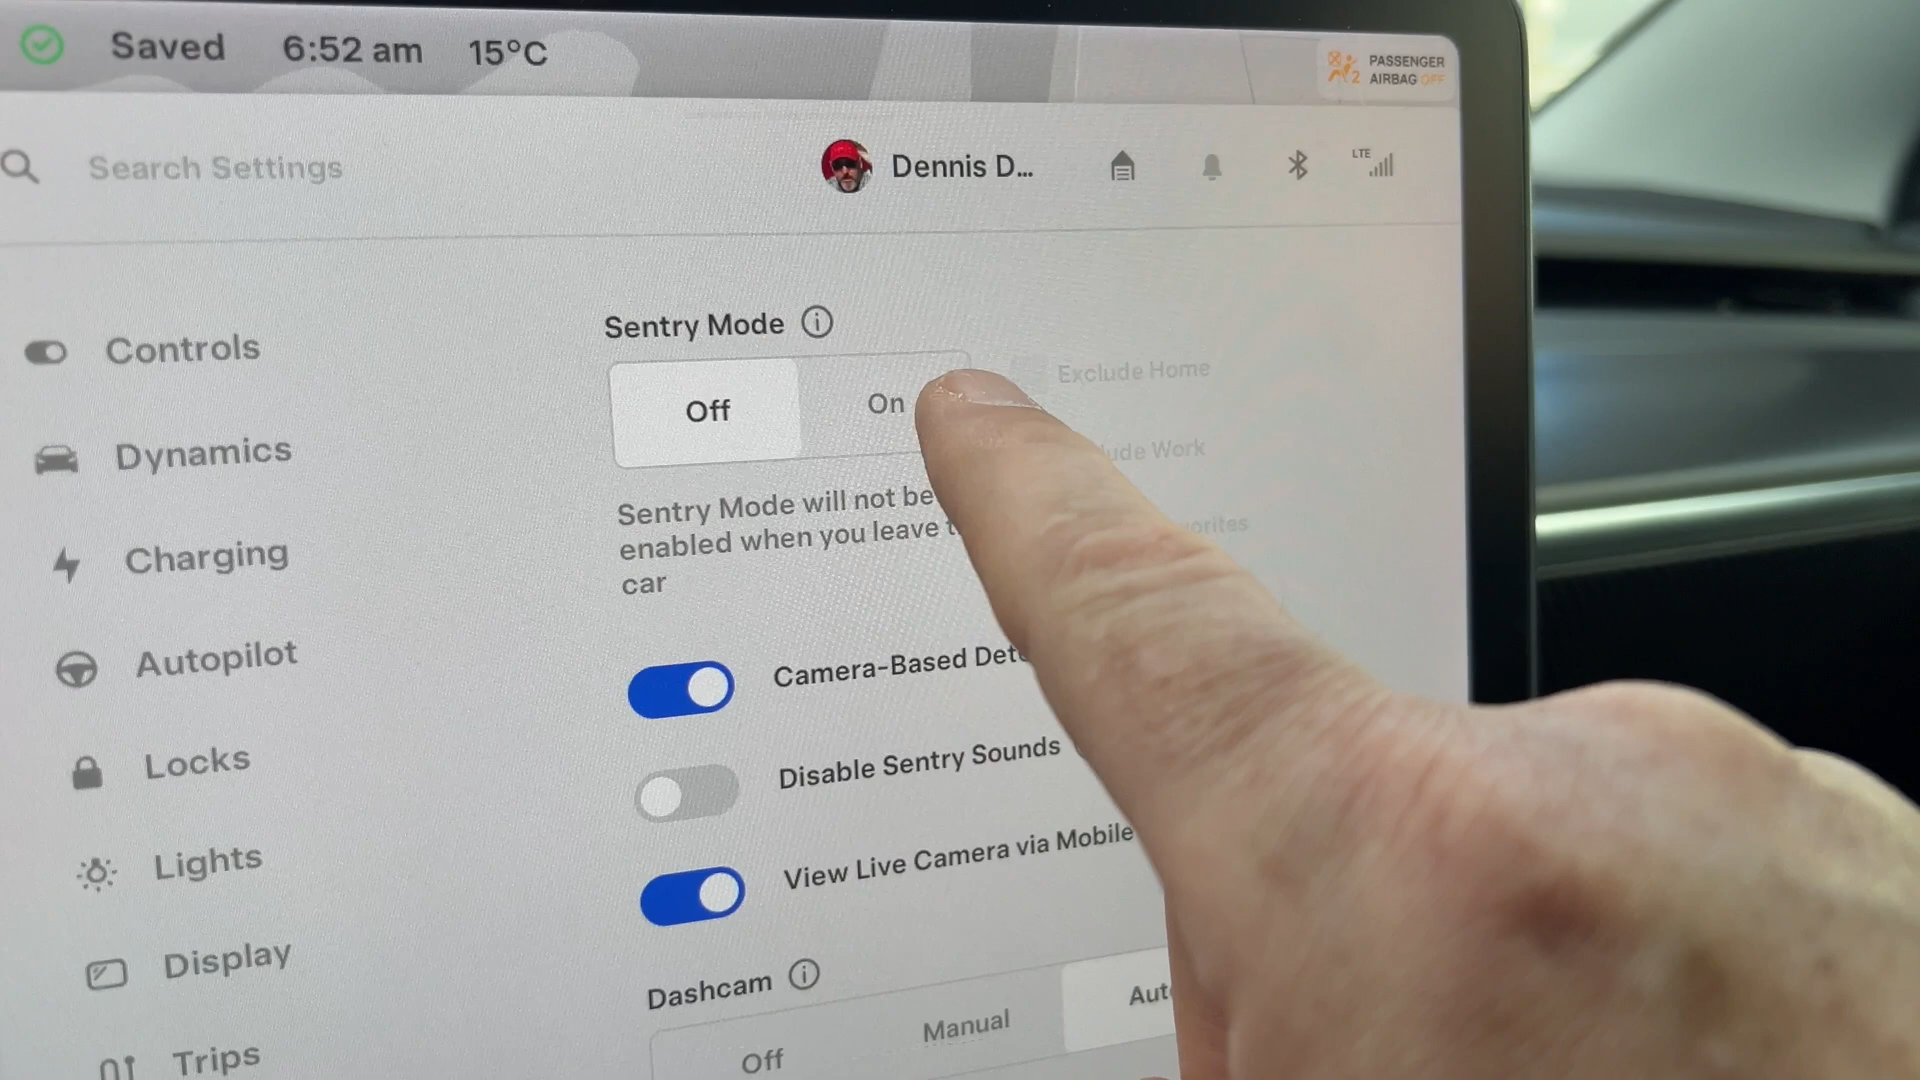 Saved 6:52 am 15°C
PASSENGER
AIRBAG OFF
2
Search Settings
Dennis D...
LTE
Controls
Dynamics
Charging
Autopilot
Locks
Lights
Display
Trips
Sentry Mode
Off On
Exclude Home
Work
Sentry Mode will not be
enabled when you leave
car
Camera-Based
Disable Sentry Sounds
View Live Camera via Mobile
Dashcam
Off Manual